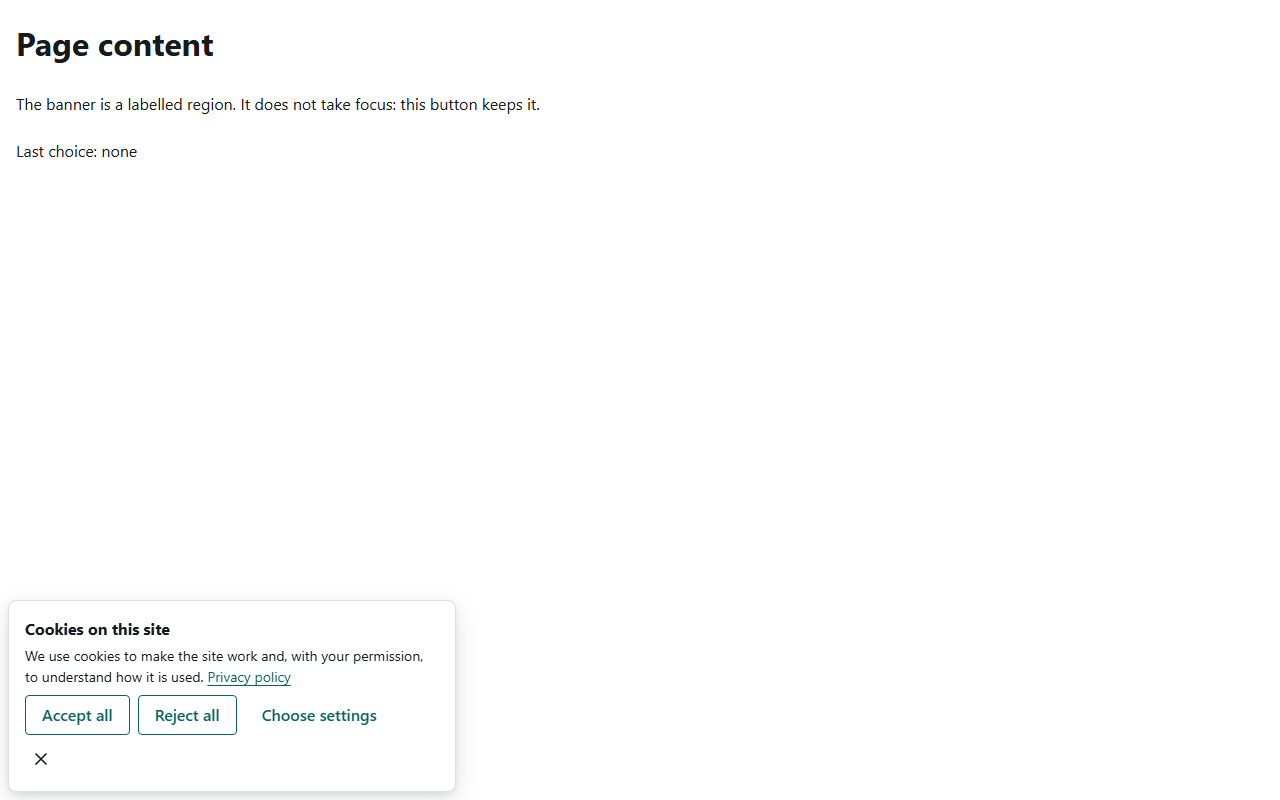 Page content
The banner is a labelled region. It does not take focus: this button keeps it.
Last choice: none
Cookies on this site
We use cookies to make the site work and, with your permission,
to understand how it is used. Privacy policy
Accept all
Reject all
Choose settings